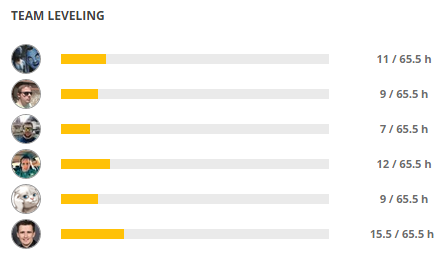 TEAM LEVELING
11 / 65.5 h
9 / 65.5 h
7 / 65.5 h
12 / 65.5 h
9 / 65.5 h
15.5 / 65.5 h